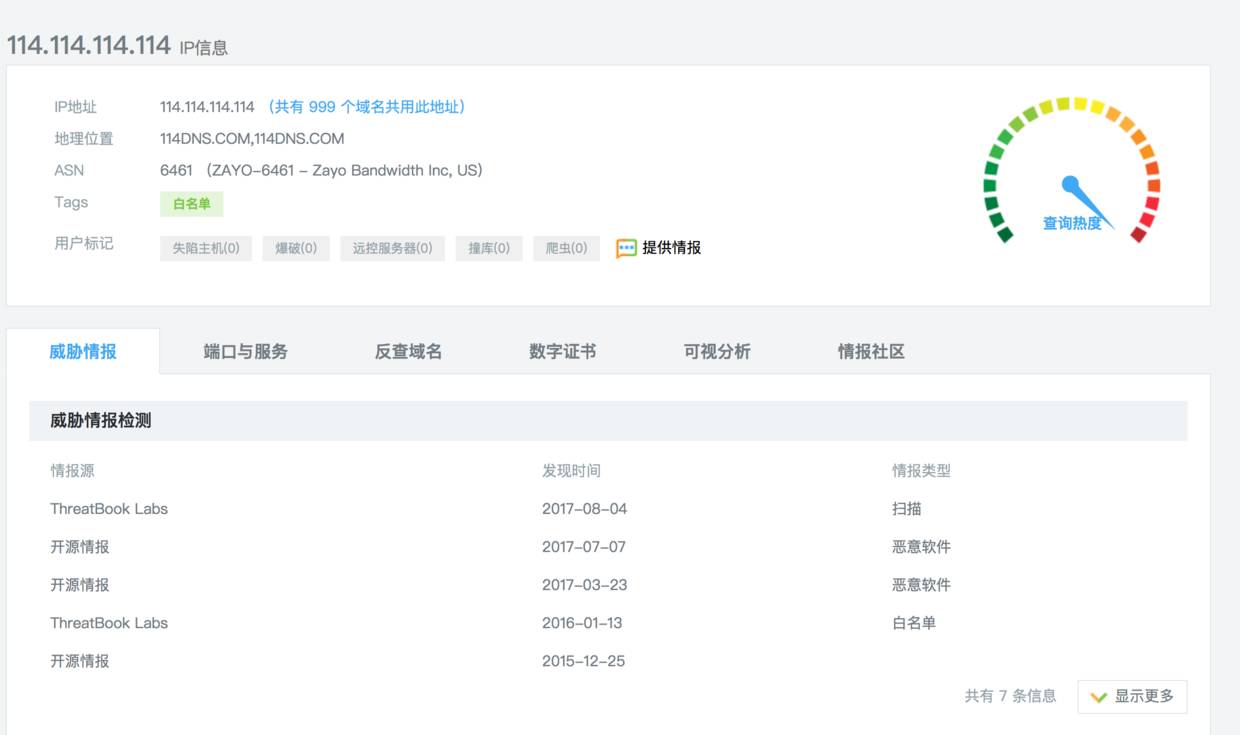 114.114.114.114 IP信息
IP地址 114.114.114.114 （共有 999 个域名共用此地址）
地理位置 114DNS.COM,114DNS.COM
ASN 6461 （ZAYO-6461 - Zayo Bandwidth Inc, US)
Tags 白名单
用户标记 失陷主机(0) 爆破(0) 远控服务器(0) 撞库(0) 爬虫(0) 提供情报
查询热度
威胁情报 端口与服务 反查域名 数字证书 可视分析 情报社区
威胁情报检测
情报源 发现时间 情报类型
ThreatBook Labs 2017-08-04 扫描
开源情报 2017-07-07 恶意软件
开源情报 2017-03-23 恶意软件
ThreatBook Labs 2016-01-13 白名单
开源情报 2015-12-25
共有 7 条信息 显示更多